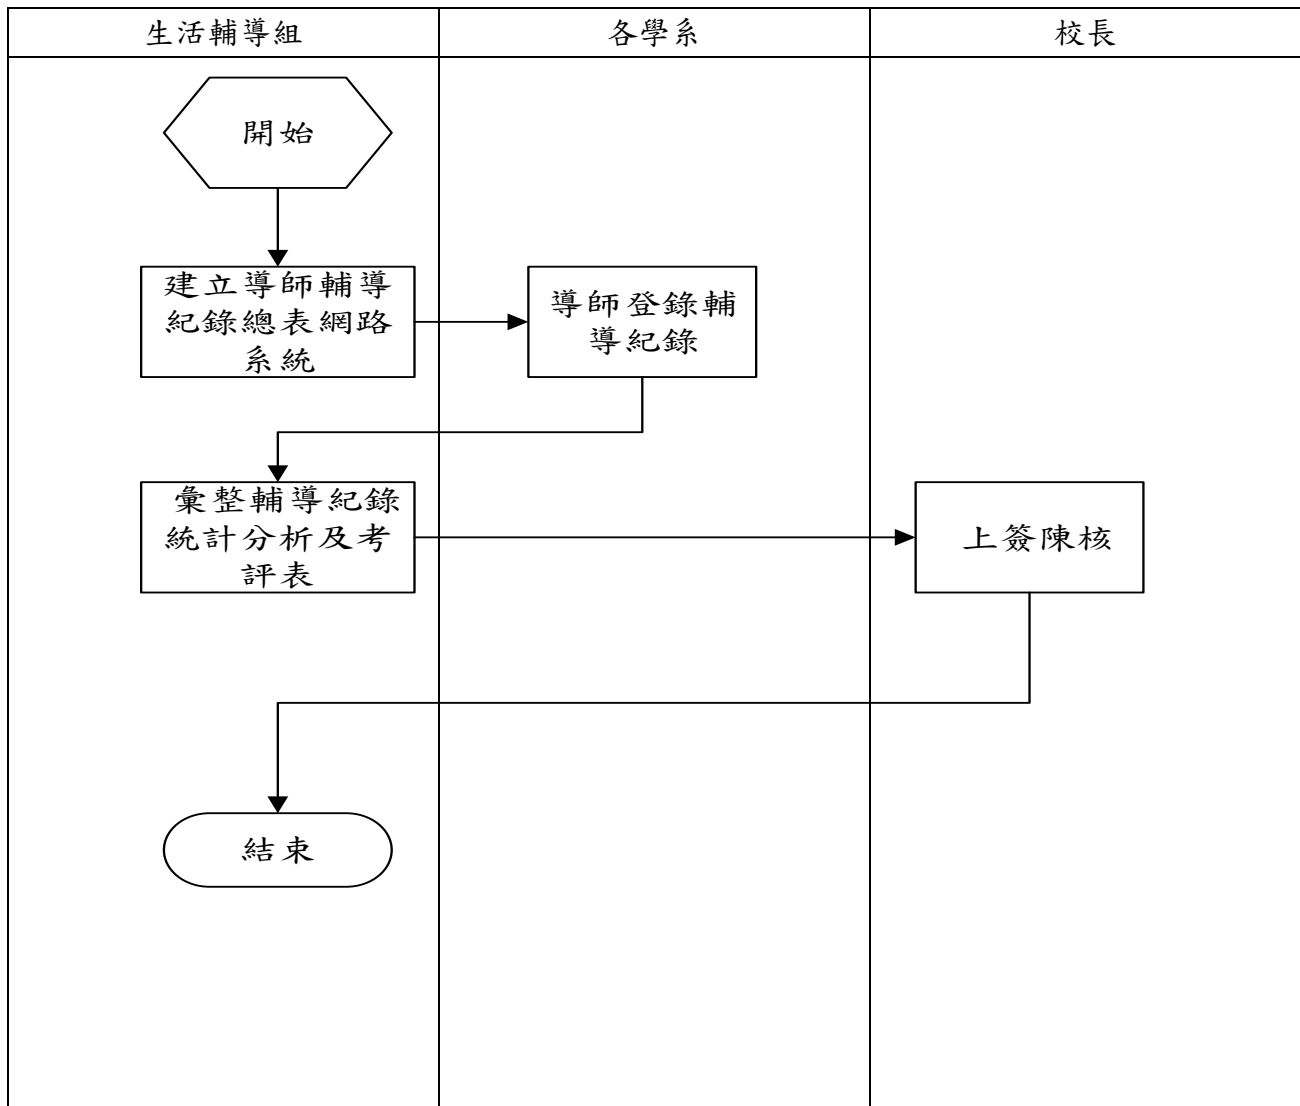 生活輔導組
各學系
校長
開始
建立導師輔導
紀錄總表網路
系統
導師登錄輔
導紀錄
彙整輔導紀錄
統計分析及考
評表
上簽陳核
結束